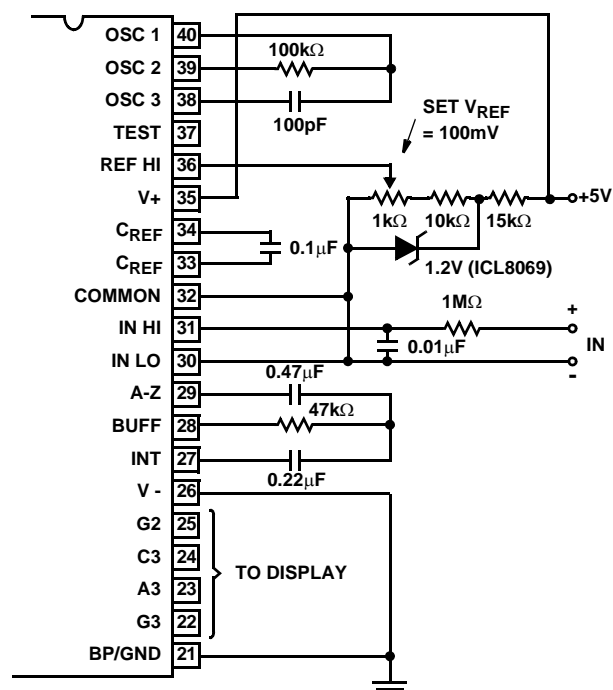 OSC 1 40
OSC 2 39
OSC 3 38
TEST 37
REF HI 36
V+ 35
CREF 34
CREF 33
COMMON 32
IN HI 31
IN LO 30
A-Z 29
BUFF 28
INT 27
V - 26
G2 25
C3 24
A3 23
G3 22
BP/GND 21
100kΩ
100pF
SET VREF
= 100mV
+5V
1kΩ 10kΩ 15kΩ
0.1µF
1.2V (ICL8069)
1MΩ
+
IN
0.01µF
-
0.47µF
47kΩ
0.22µF
TO DISPLAY